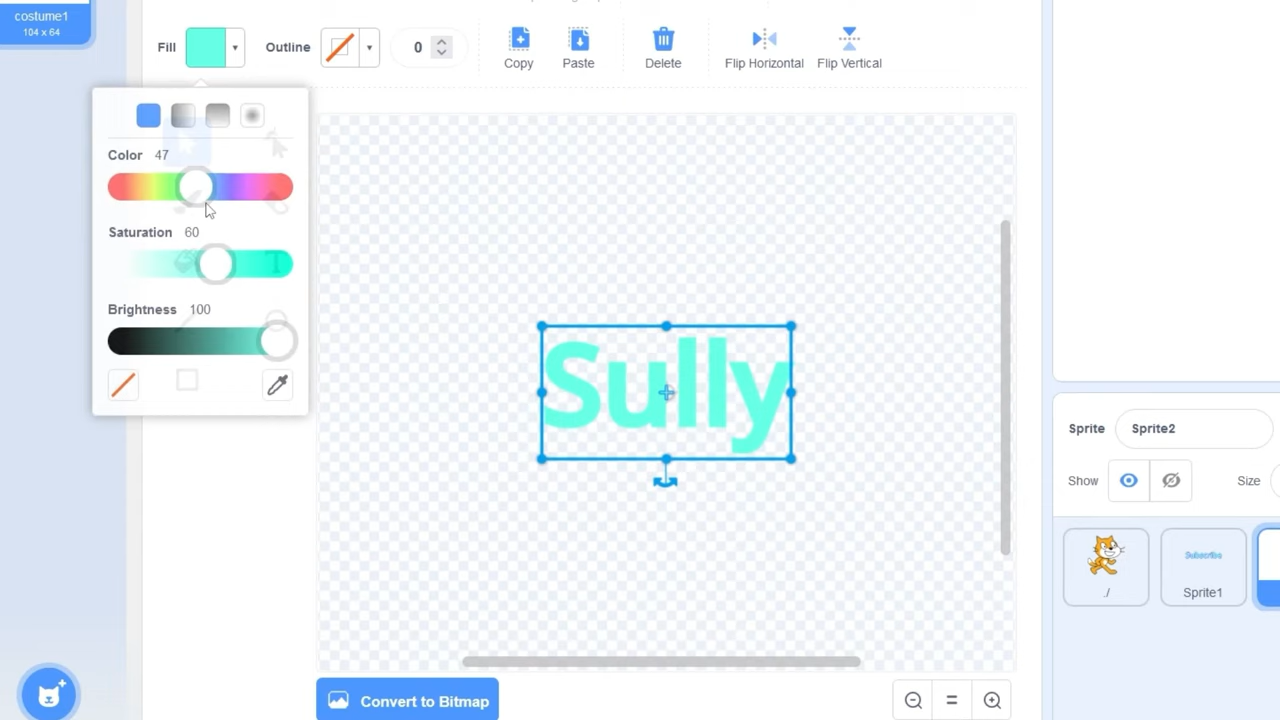 costume1
104 x 64
Fill
Outline
0
Copy
Paste
Delete
Flip Horizontal
Flip Vertical
Color 47
Saturation 60
Brightness 100
Sully
Convert to Bitmap
Sprite
Sprite2
Show
Size
Subscribe
./
Sprite1